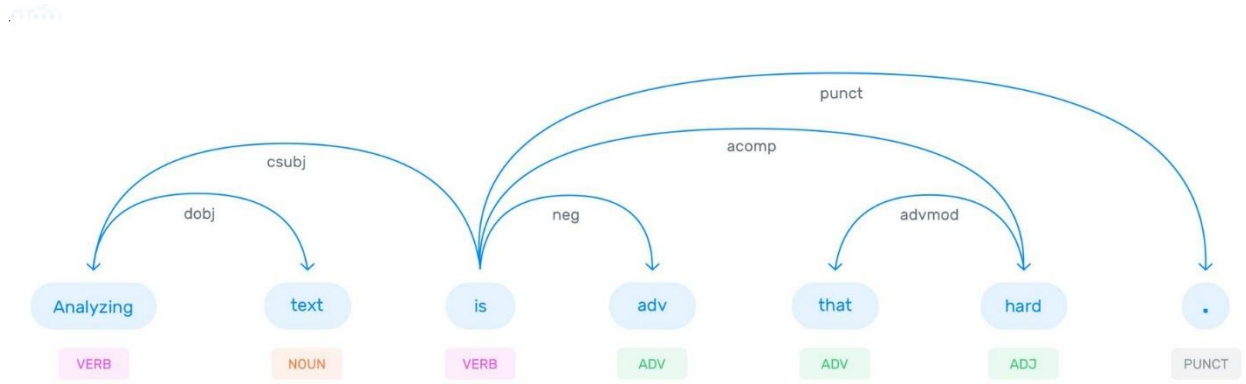 punct
acomp
csubj
dobj neg advmod
Analyzing text is adv that hard .
VERB NOUN VERB ADV ADV ADJ PUNCT